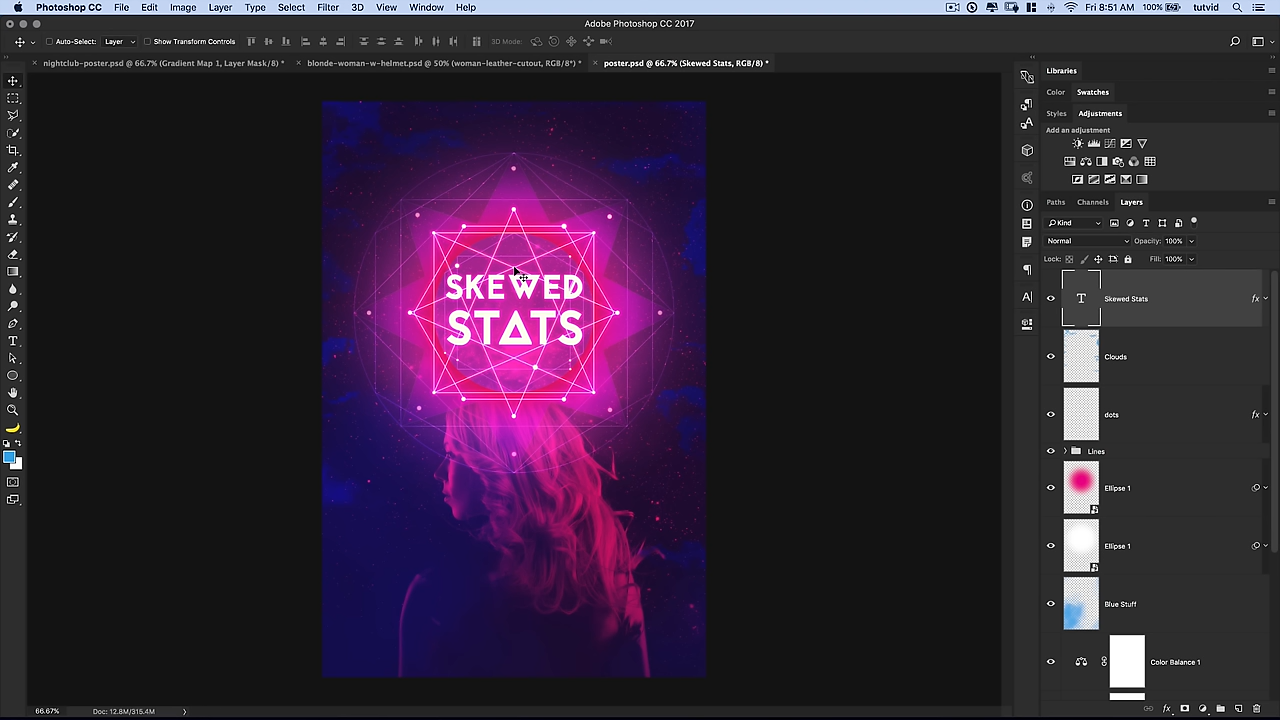 Photoshop CC File Edit Image Layer Type Select Filter 3D View Window Help Fri 8:51 AM 100% tutvid
Adobe Photoshop CC 2017
Auto-Select: Layer Show Transform Controls 3D Mode:
nightclub-poster.psd @ 66.7% (Gradient Map 1, Layer Mask/8) * blonde-woman-w-helmet.psd @ 50% (woman-leather-cutout, RGB/8*) * poster.psd @ 66.7% (Skewed Stats, RGB/8) *
Libraries
Color Swatches
Styles Adjustments
Add an adjustment
Paths Channels Layers
Kind
Normal Opacity: 100%
Lock: Fill: 100%
SKEWED
STATS
T Skewed Stats fx
Clouds
dots fx
Lines
Ellipse 1
Ellipse 1
Blue Stuff
Color Balance 1
66.67% Doc: 12.8M/315.4M fx